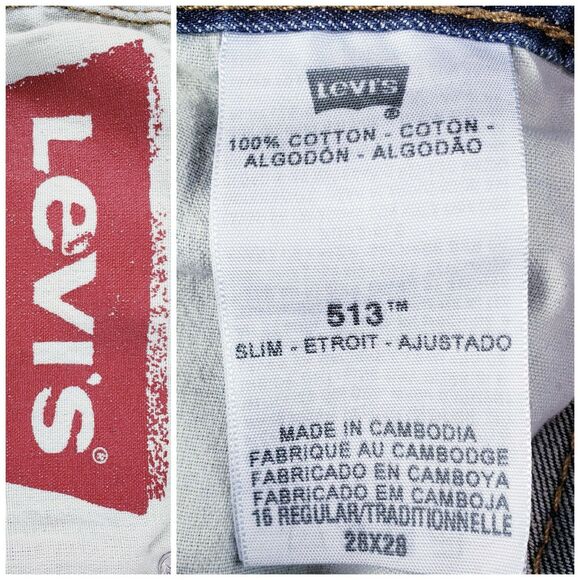 LEVI'S®
Levi's
®
100% COTTON - COTON -
ALGODÓN - ALGODÃO
513™
SLIM - ETROIT - AJUSTADO
MADE IN CAMBODIA
FABRIQUE AU CAMBODGE
FABRICADO EN CAMBOYA
FABRICADO EM CAMBOJA
16 REGULAR/TRADITIONNELLE
28X28